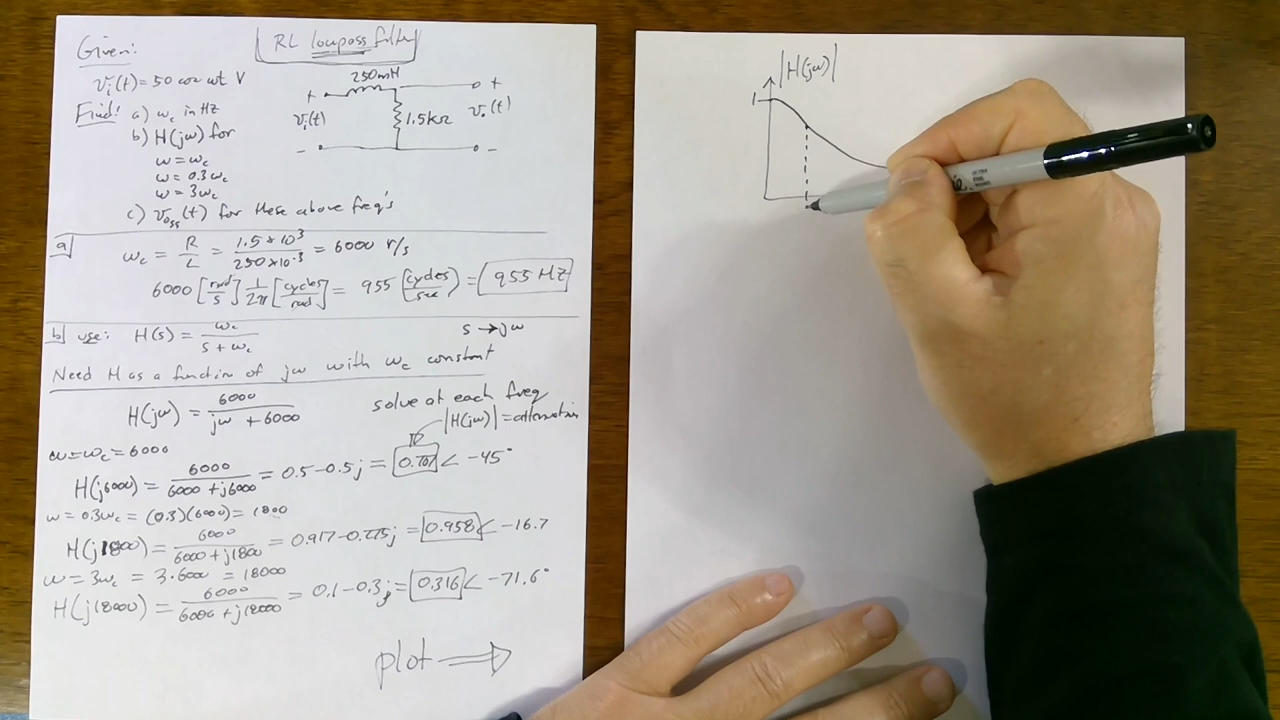 Given:
RL lowpass filter
vi(t) = 50 cos ωt V
250mH
+ +
vi(t) 1.5kΩ vo(t)
- -
Find: a) ωc in Hz
b) H(jω) for
ω = ωc
ω = 0.3ωc
ω = 3ωc
c) voss(t) for these above freq's
a) ωc = R/L = 1.5*10³/250×10⁻³ = 6000 r/s
6000 [rad/s] 1/2π [cycles/rad] = 955 (cycles/sec) = 955 Hz
b) use: H(s) = ωc/(s + ωc) s → jω
Need H as a function of jω with ωc constant
H(jω) = 6000/(jω + 6000) solve at each freq
|H(jω)| = attenuation
ω = ωc = 6000
H(j6000) = 6000/(6000 + j6000) = 0.5 - 0.5j = 0.707 ∠ -45°
ω = 0.3ωc = (0.3)(6000) = 1800
H(j1800) = 6000/(6000 + j1800) = 0.917 - 0.275j = 0.958 ∠ -16.7
ω = 3ωc = 3·6000 = 18000
H(j18000) = 6000/(6000 + j18000) = 0.1 - 0.3j = 0.316 ∠ -71.6°
plot ⇒
|H(jω)|
1